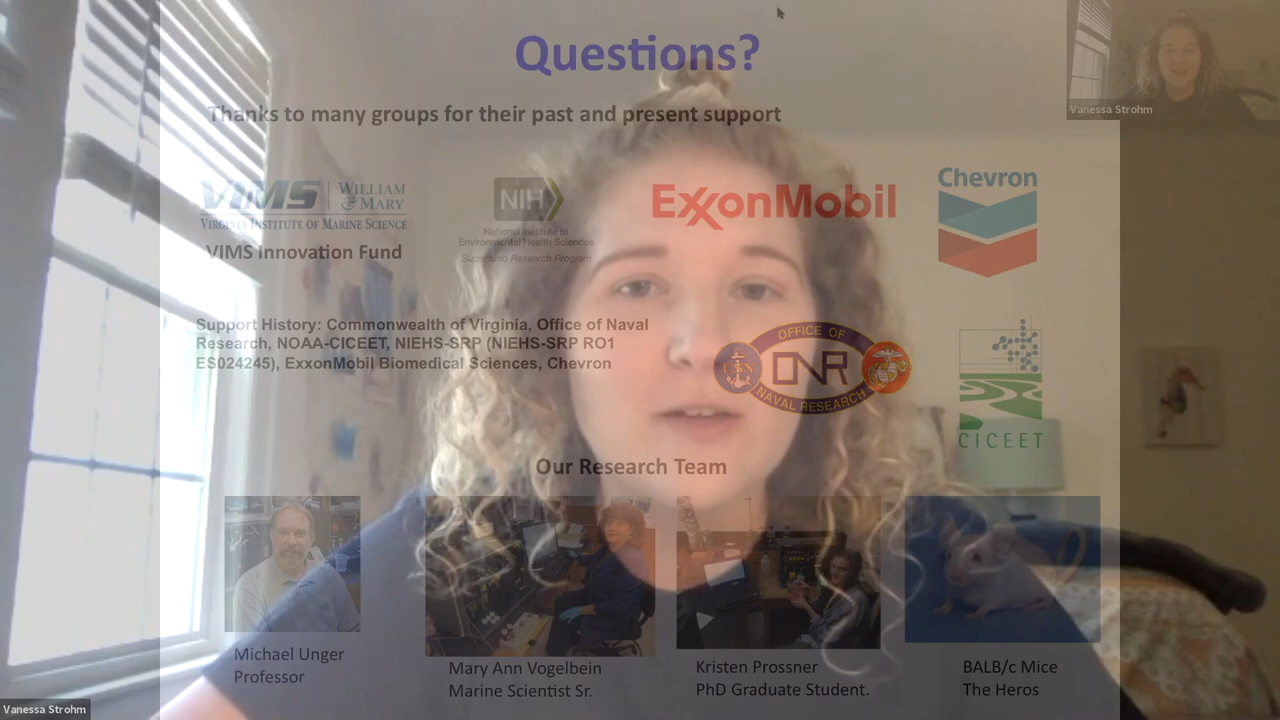 Questions?
Vanessa Strohm
Thanks to many groups for their past and present support
VIMS
WILLIAM
& MARY
VIRGINIA INSTITUTE OF MARINE SCIENCE
VIMS Innovation Fund
NIH
National Institute of
Environmental Health Sciences
Superfund Research Program
ExxonMobil
Chevron
Support History: Commonwealth of Virginia, Office of Naval
Research, NOAA-CICEET, NIEHS-SRP (NIEHS-SRP RO1
ES024245), ExxonMobil Biomedical Sciences, Chevron
OFFICE OF
ONR
NAVAL RESEARCH
CICEET
Our Research Team
Michael Unger
Professor
Mary Ann Vogelbein
Marine Scientist Sr.
Kristen Prossner
PhD Graduate Student.
BALB/c Mice
The Heros
Vanessa Strohm